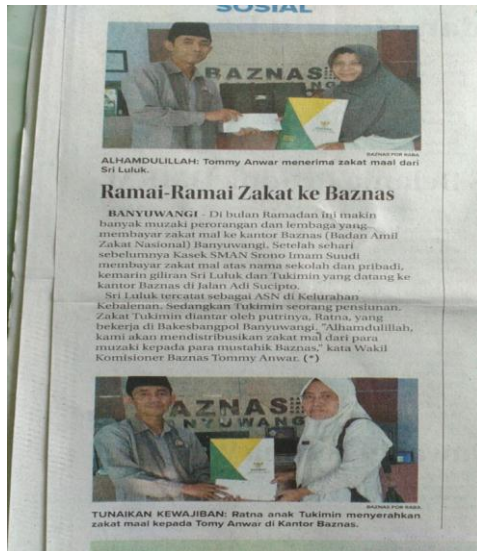 SOSIAL
BAZNAS
BAZNAS FOR RABA
ALHAMDULILLAH: Tommy Anwar menerima zakat maal dari
Sri Luluk.
Ramai-Ramai Zakat ke Baznas
BANYUWANGI - Di bulan Ramadan ini makin
banyak muzaki perorangan dan lembaga yang
membayar zakat mal ke kantor Baznas (Badan Amil
Zakat Nasional) Banyuwangi. Setelah sehari
sebelumnya Kasek SMAN Srono Imam Suudi
membayar zakat mal atas nama sekolah dan pribadi,
kemarin giliran Sri Luluk dan Tukimin yang datang ke
kantor Baznas di Jalan Adi Sucipto.
Sri Luluk tercatat sebagai ASN di Kelurahan
Kebalenan. Sedangkan Tukimin seorang pensiunan.
Zakat Tukimin diantar oleh putrinya, Ratna, yang
bekerja di Bakesbangpol Banyuwangi. "Alhamdulillah,
kami akan mendistribusikan zakat mal dari para
muzaki kepada para mustahik Baznas," kata Wakil
Komisioner Baznas Tommy Anwar. (*)
AZNAS
ANYUWANG
BAZNAS FOR RABA
TUNAIKAN KEWAJIBAN: Ratna anak Tukimin menyerahkan
zakat maal kepada Tomy Anwar di Kantor Baznas.